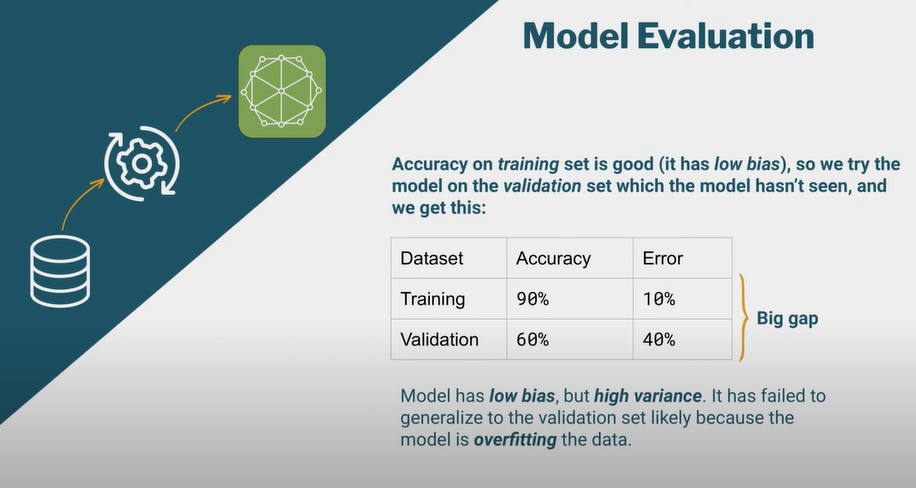 Model Evaluation
Accuracy on training set is good (it has low bias), so we try the
model on the validation set which the model hasn't seen, and
we get this:
Dataset Accuracy Error
Training 90% 10%
Validation 60% 40%
Big gap
Model has low bias, but high variance. It has failed to
generalize to the validation set likely because the
model is overfitting the data.